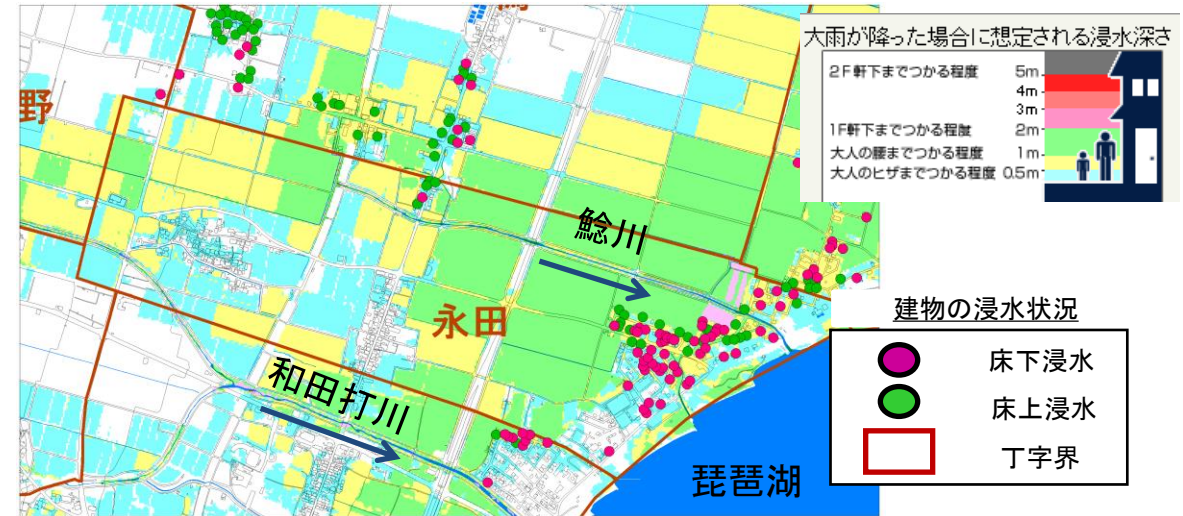 大雨が降った場合に想定される浸水深さ
2F軒下までつかる程度 5m
4m
3m
1F軒下までつかる程度 2m
大人の腰までつかる程度 1m
大人のヒザまでつかる程度 0.5m
野
鯰川
永田
和田打川
琵琶湖
建物の浸水状況
床下浸水
床上浸水
丁字界